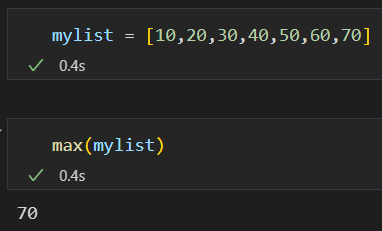 mylist = [10,20,30,40,50,60,70]
0.4s
max(mylist)
0.4s
70